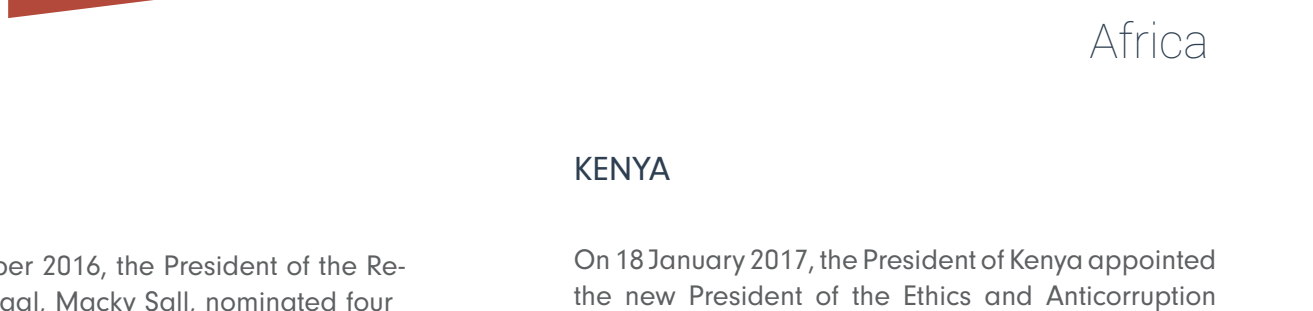 Africa
ber 2016, the President of the Re-
gal, Macky Sall, nominated four
KENYA
On 18 January 2017, the President of Kenya appointed
the new President of the Ethics and Anticorruption